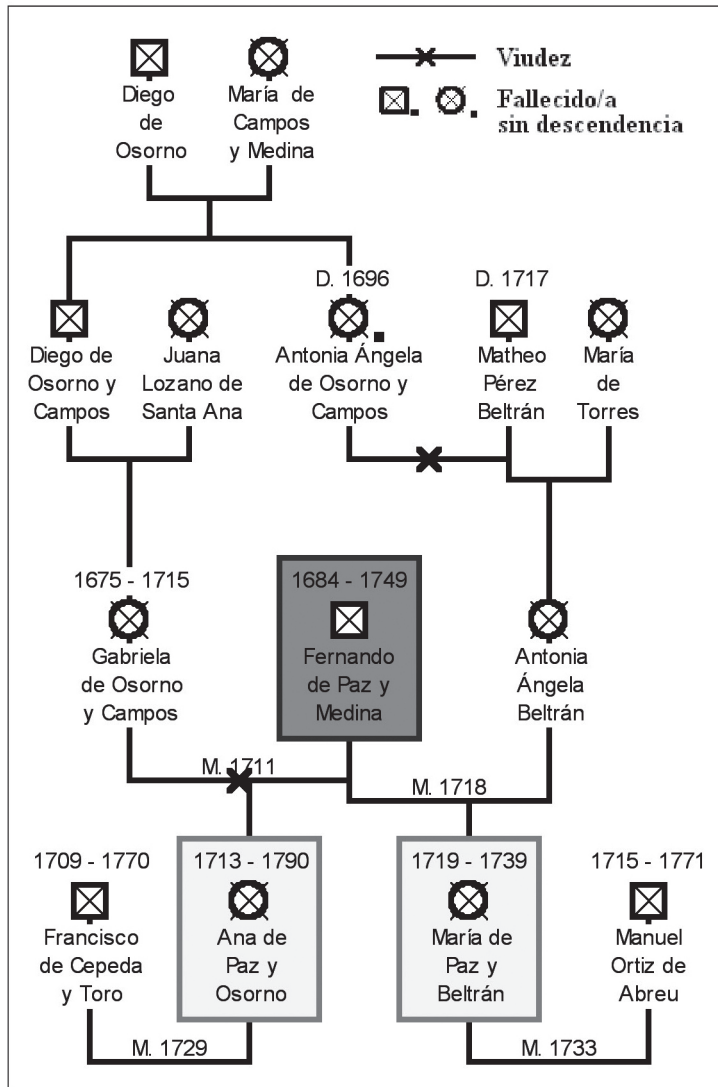 Viudez
Fallecido/a
sin descendencia
Diego
de
Osorno
María de
Campos
y Medina
D. 1696
D. 1717
Diego de
Osorno y
Campos
Juana
Lozano de
Santa Ana
Antonia Ángela
de Osorno y
Campos
Matheo
Pérez
Beltrán
María
de
Torres
1675 - 1715
Gabriela
de Osorno
y Campos
1684 - 1749
Fernando
de Paz y
Medina
Antonia
Ángela
Beltrán
M. 1711
M. 1718
1709 - 1770
Francisco
de Cepeda
y Toro
1713 - 1790
Ana de
Paz y
Osorno
1719 - 1739
María de
Paz y
Beltrán
1715 - 1771
Manuel
Ortiz de
Abreu
M. 1729
M. 1733